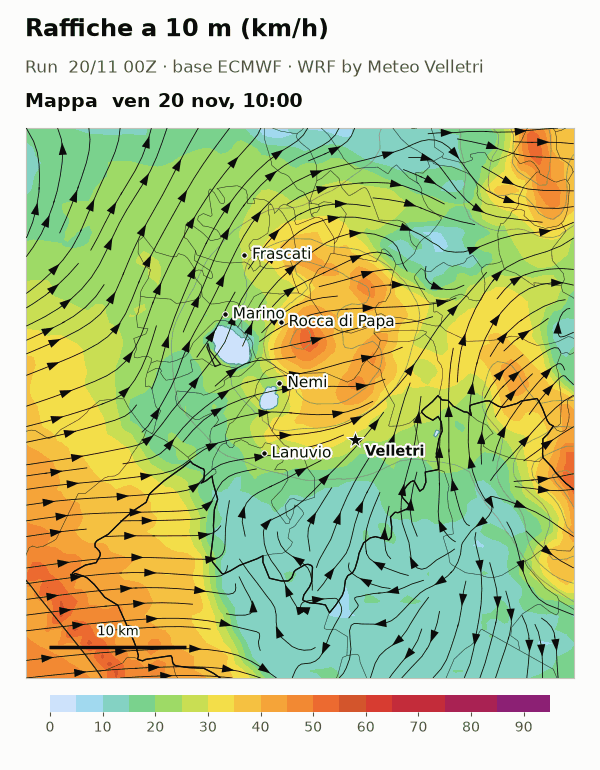 Raffiche a 10 m (km/h)
Run  20/11 00Z · base ECMWF · WRF by Meteo Velletri
Mappa  ven 20 nov, 10:00
Frascati
Marino
Rocca di Papa
Nemi
Velletri
Lanuvio
10 km
0 10 20 30 40 50 60 70 80 90